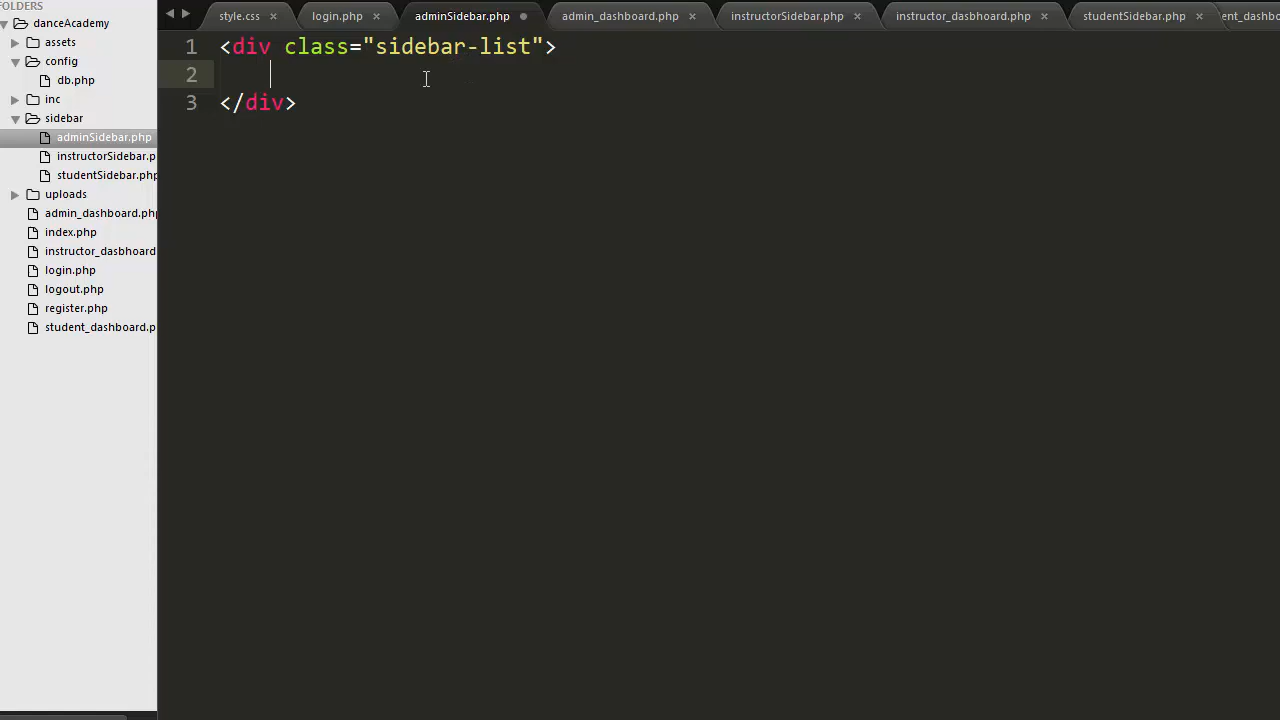 style.css × login.php × adminSidebar.php admin_dashboard.php × instructorSidebar.php × instructor_dasbhoard.php × studentSidebar.php × ent_dashbo
FOLDERS
danceAcademy
assets
config
db.php
inc
sidebar
adminSidebar.php
instructorSidebar.p
studentSidebar.php
uploads
admin_dashboard.php
index.php
instructor_dasbhoard
login.php
logout.php
register.php
student_dashboard.p
1 <div class="sidebar-list">
2
3 </div>